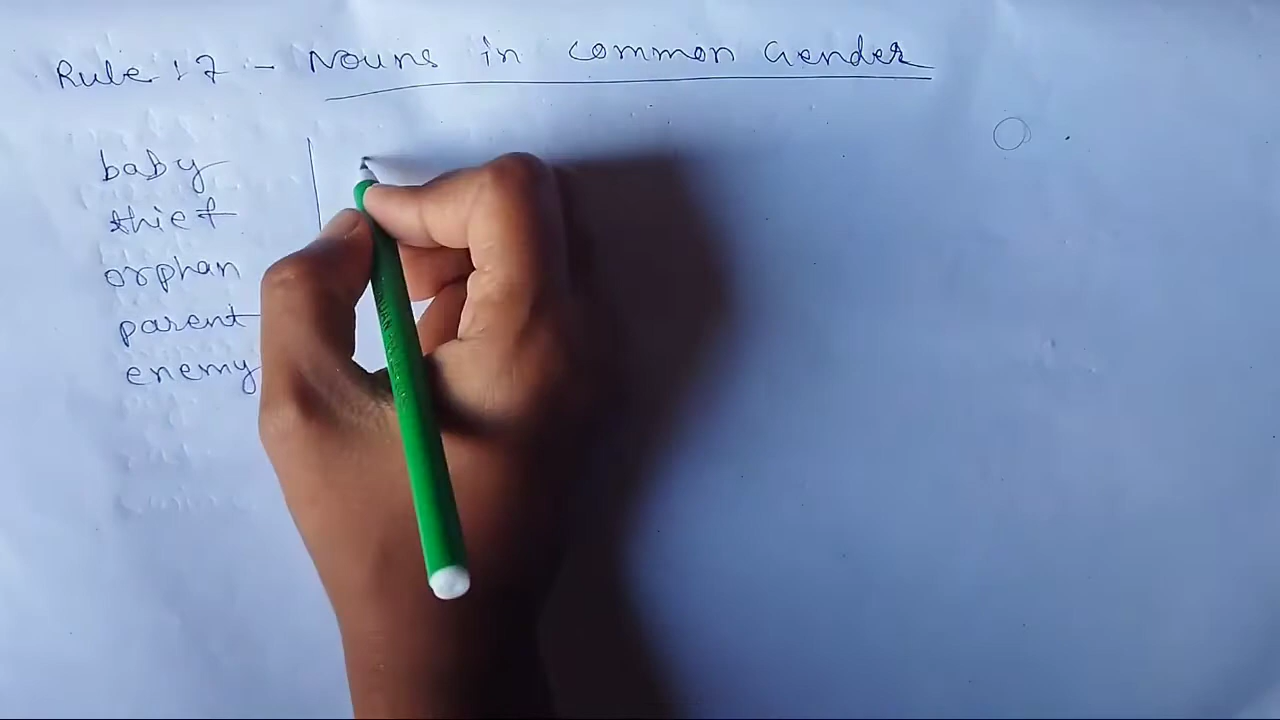 Rule 17 - Nouns in common Gender
baby
thief
orphan
parent
enemy